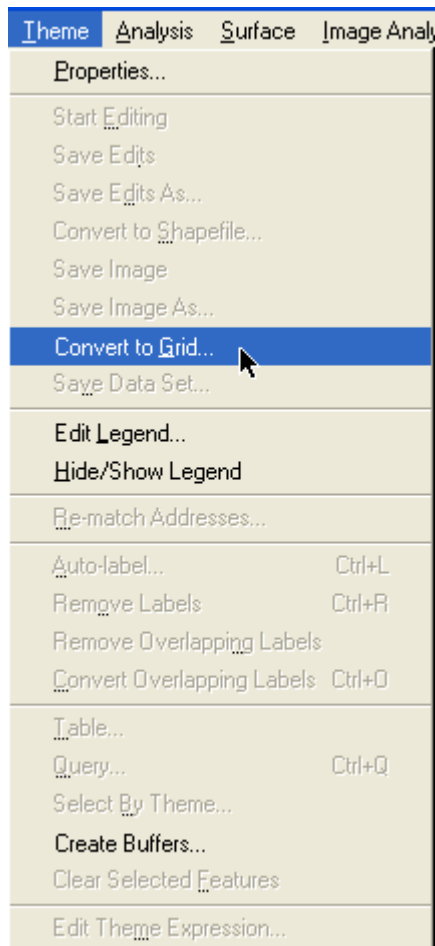 Theme Analysis Surface Image Analy
Properties...
Start Editing
Save Edits
Save Edits As...
Convert to Shapefile...
Save Image
Save Image As...
Convert to Grid...
Save Data Set...
Edit Legend...
Hide/Show Legend
Re-match Addresses...
Auto-label... Ctrl+L
Remove Labels Ctrl+R
Remove Overlapping Labels
Convert Overlapping Labels Ctrl+O
Table...
Query... Ctrl+Q
Select By Theme...
Create Buffers...
Clear Selected Features
Edit Theme Expression...